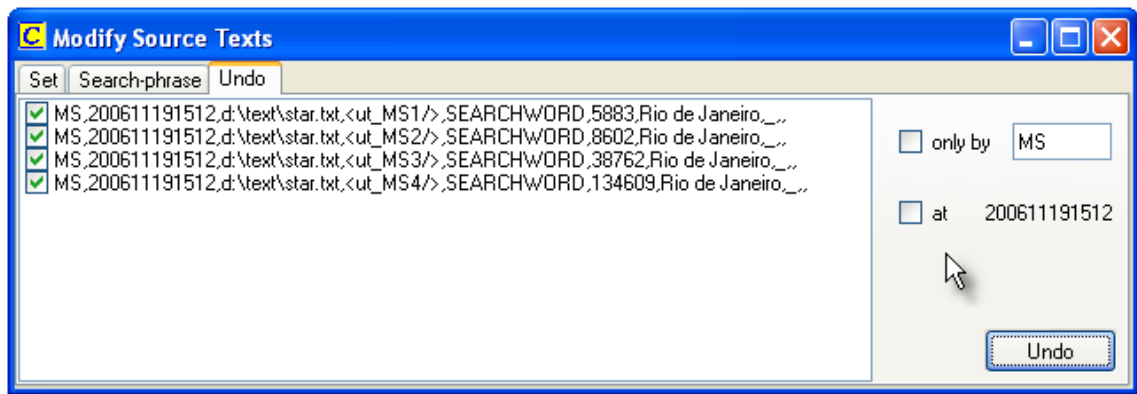 C Modify Source Texts
Set Search-phrase Undo
MS,200611191512,d:\text\star.txt,<ut_MS1/>,SEARCHWORD,5883,Rio de Janeiro,_,,
MS,200611191512,d:\text\star.txt,<ut_MS2/>,SEARCHWORD,8602,Rio de Janeiro,_,,
MS,200611191512,d:\text\star.txt,<ut_MS3/>,SEARCHWORD,38762,Rio de Janeiro,_,,
MS,200611191512,d:\text\star.txt,<ut_MS4/>,SEARCHWORD,134609,Rio de Janeiro,_,,
only by MS
at 200611191512
Undo